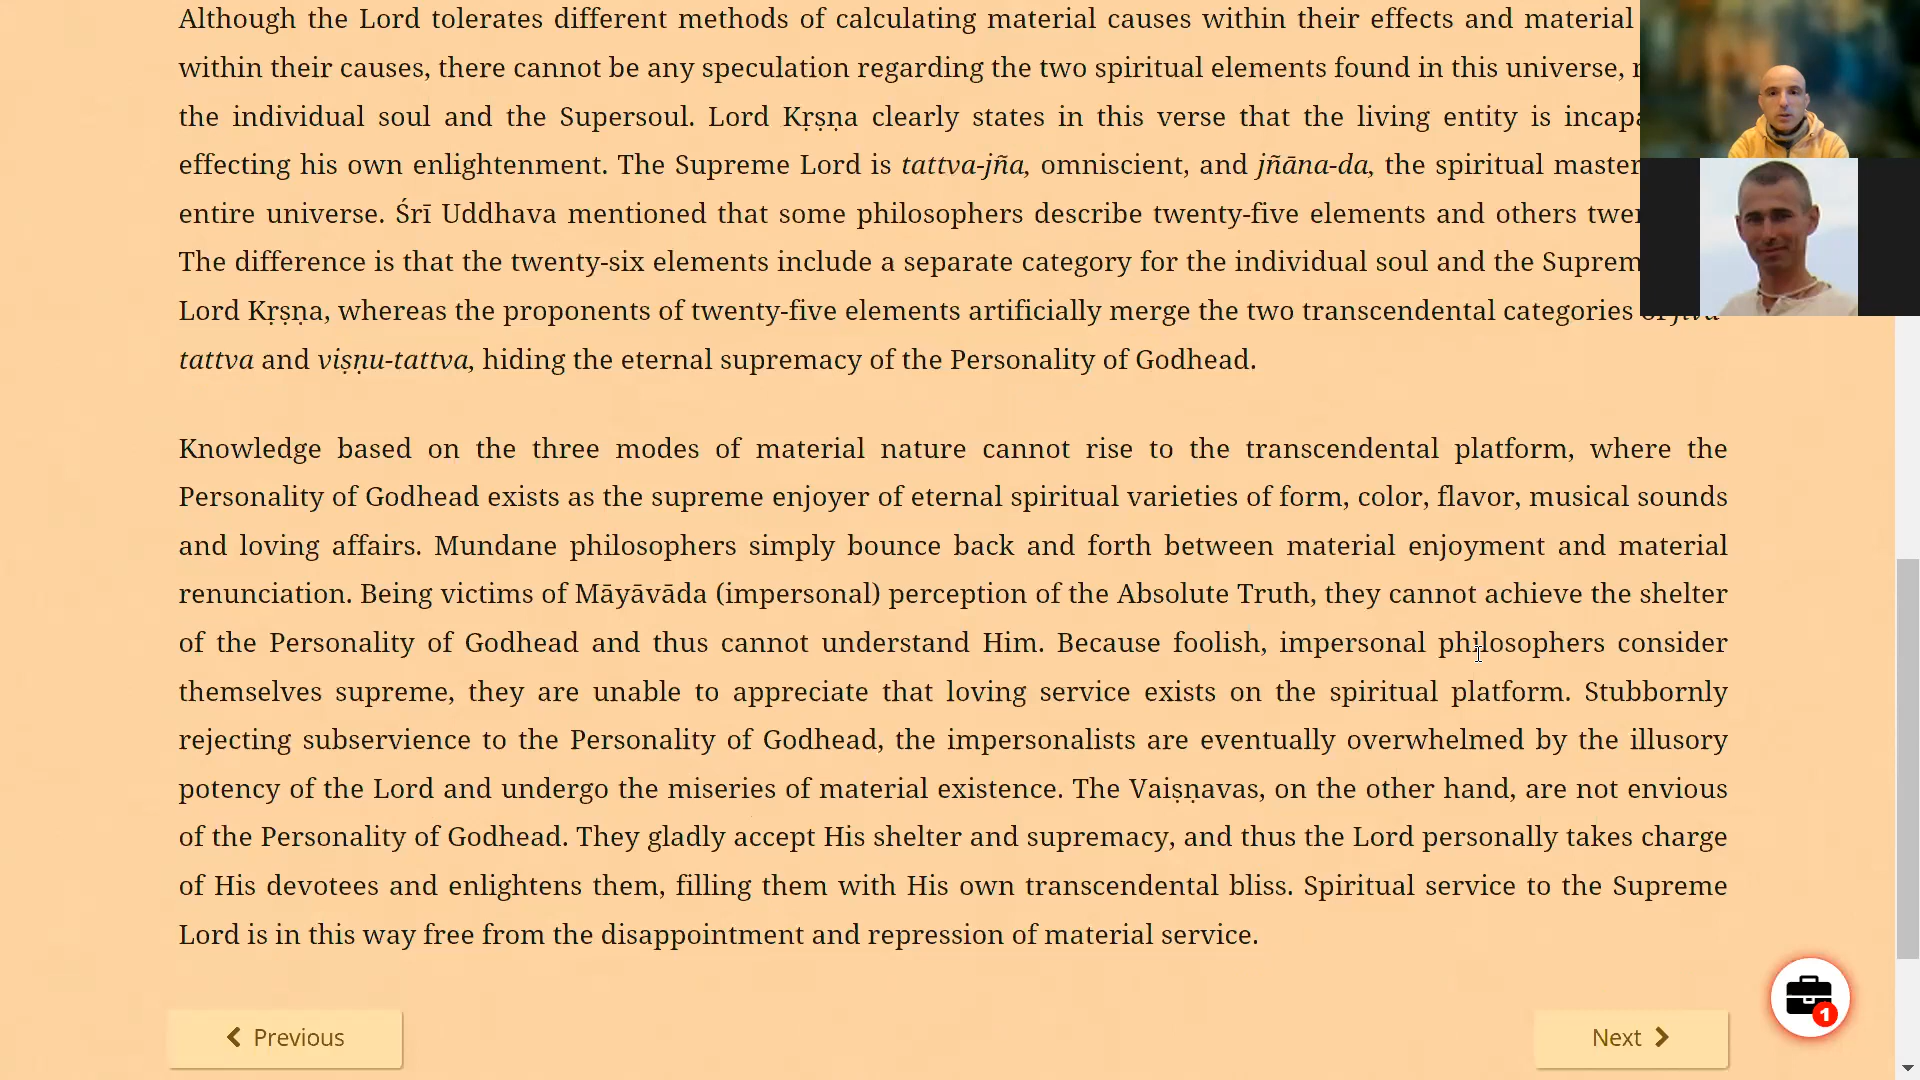 Although the Lord tolerates different methods of calculating material causes within their effects and material
within their causes, there cannot be any speculation regarding the two spiritual elements found in this universe,
the individual soul and the Supersoul. Lord Kṛṣṇa clearly states in this verse that the living entity is
effecting his own enlightenment. The Supreme Lord is tattva-jña, omniscient, and jñāna-da, the spiritual master
entire universe. Śrī Uddhava mentioned that some philosophers describe twenty-five elements and others
The difference is that the twenty-six elements include a separate category for the individual soul and the
Lord Kṛṣṇa, whereas the proponents of twenty-five elements artificially merge the two transcendental categories of jīva-
tattva and viṣṇu-tattva, hiding the eternal supremacy of the Personality of Godhead.
Knowledge based on the three modes of material nature cannot rise to the transcendental platform, where the
Personality of Godhead exists as the supreme enjoyer of eternal spiritual varieties of form, color, flavor, musical sounds
and loving affairs. Mundane philosophers simply bounce back and forth between material enjoyment and material
renunciation. Being victims of Māyāvāda (impersonal) perception of the Absolute Truth, they cannot achieve the shelter
of the Personality of Godhead and thus cannot understand Him. Because foolish, impersonal philosophers consider
themselves supreme, they are unable to appreciate that loving service exists on the spiritual platform. Stubbornly
rejecting subservience to the Personality of Godhead, the impersonalists are eventually overwhelmed by the illusory
potency of the Lord and undergo the miseries of material existence. The Vaiṣṇavas, on the other hand, are not envious
of the Personality of Godhead. They gladly accept His shelter and supremacy, and thus the Lord personally takes charge
of His devotees and enlightens them, filling them with His own transcendental bliss. Spiritual service to the Supreme
Lord is in this way free from the disappointment and repression of material service.
Previous
Next
1